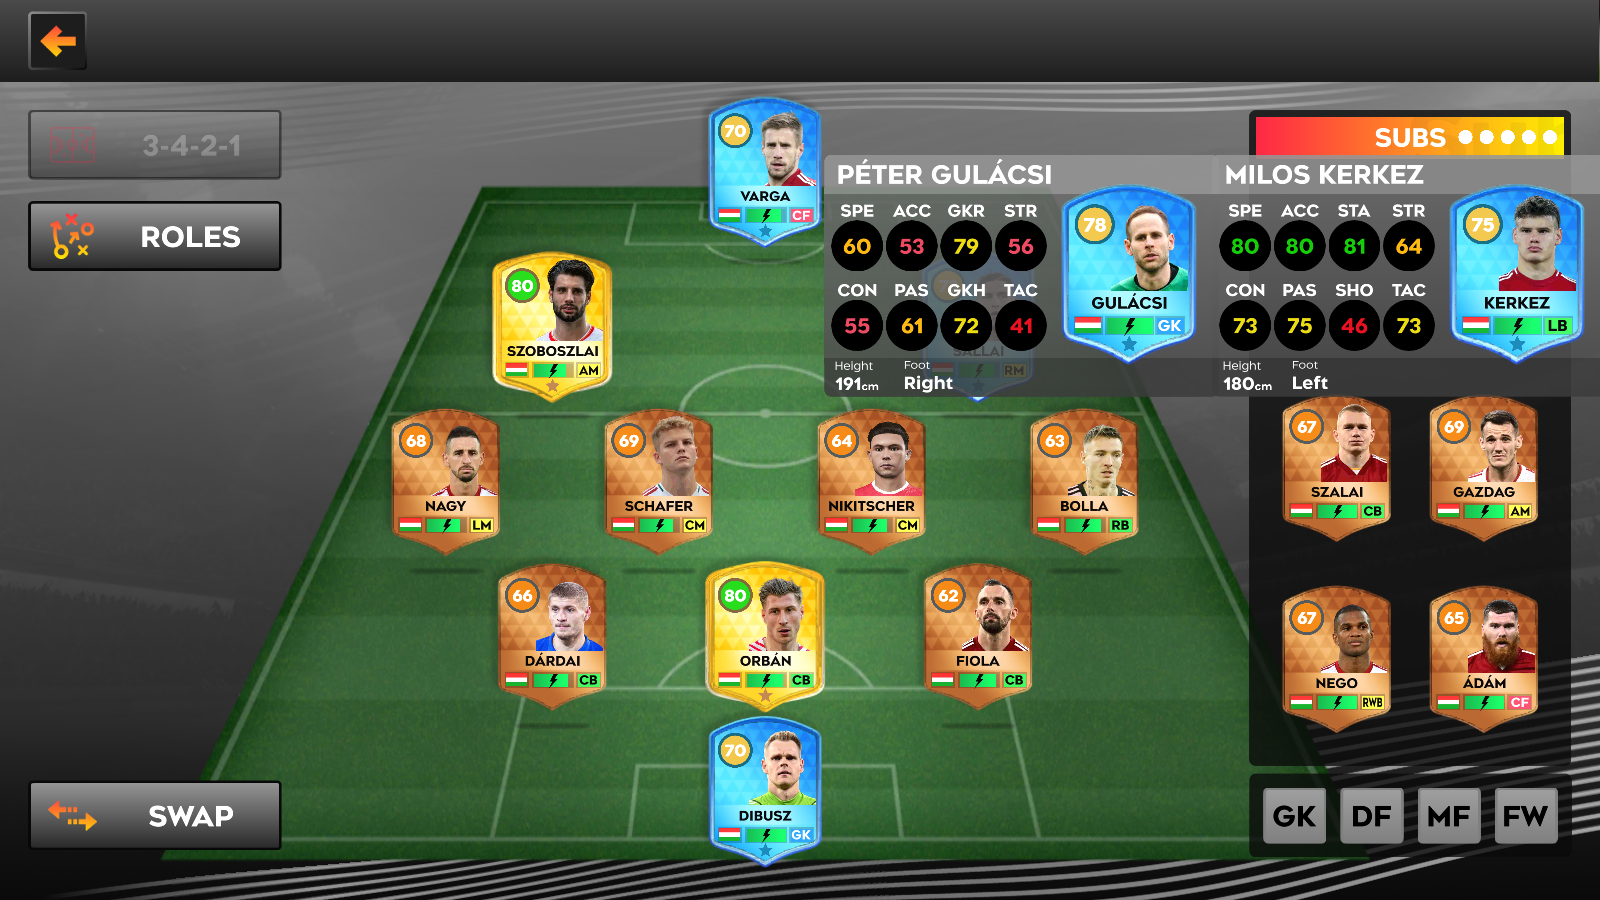 3-4-2-1
ROLES
SWAP
70
VARGA
CF
80
SZOBOSZLAI
AM
SALLAI
RM
68
NAGY
LM
69
SCHAFER
CM
64
NIKITSCHER
CM
63
BOLLA
RB
66
DÁRDAI
CB
80
ORBÁN
CB
62
FIOLA
CB
70
DIBUSZ
GK
PÉTER GULÁCSI
SPE ACC GKR STR
60 53 79 56
CON PAS GKH TAC
55 61 72 41
Height Foot
191cm Right
78
GULÁCSI
GK
SUBS
MILOS KERKEZ
SPE ACC STA STR
80 80 81 64
CON PAS SHO TAC
73 75 46 73
Height Foot
180cm Left
75
KERKEZ
LB
67
SZALAI
CB
69
GAZDAG
AM
67
NEGO
RWB
65
ÁDÁM
CF
GK DF MF FW